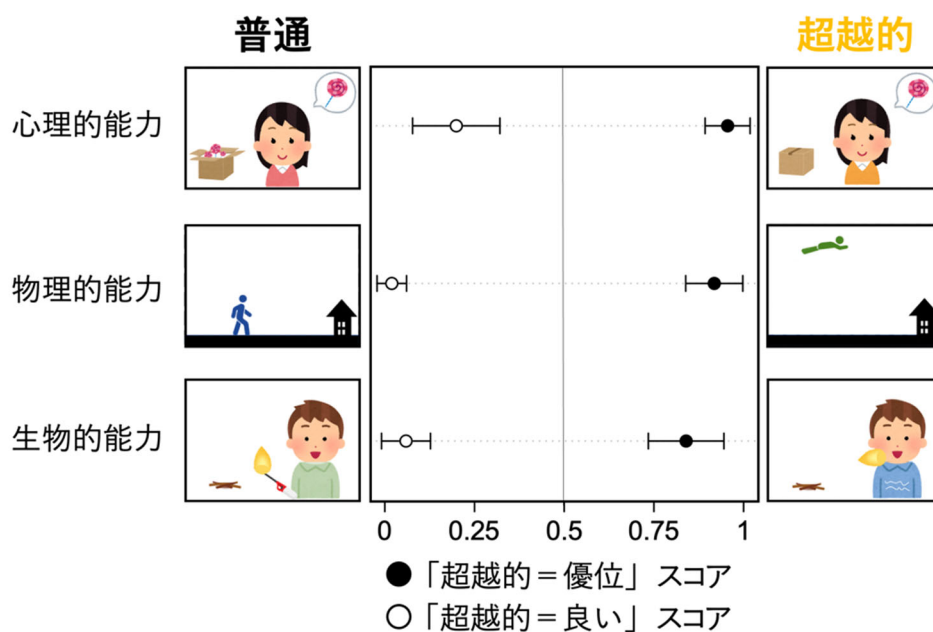 普通
超越的
心理的能力
物理的能力
生物的能力
0 0.25 0.5 0.75 1
●「超越的＝優位」スコア
○「超越的＝良い」スコア